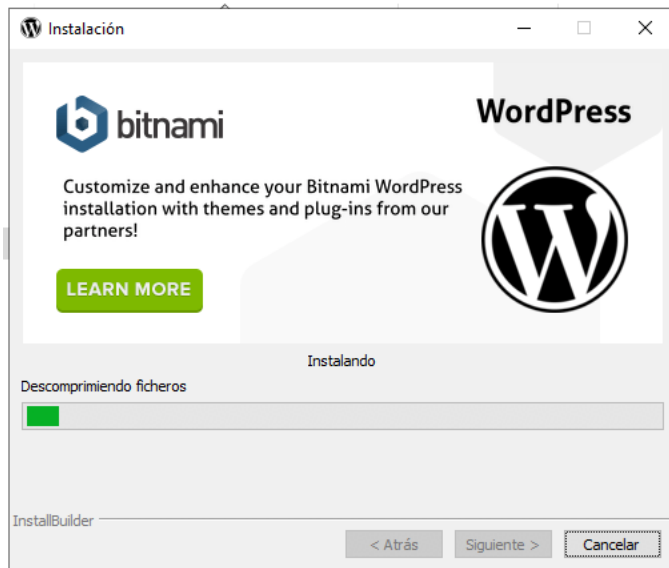 Instalación
bitnami
WordPress
Customize and enhance your Bitnami WordPress
installation with themes and plug-ins from our
partners!
LEARN MORE
Instalando
Descomprimiendo ficheros
InstallBuilder
< Atrás
Siguiente >
Cancelar